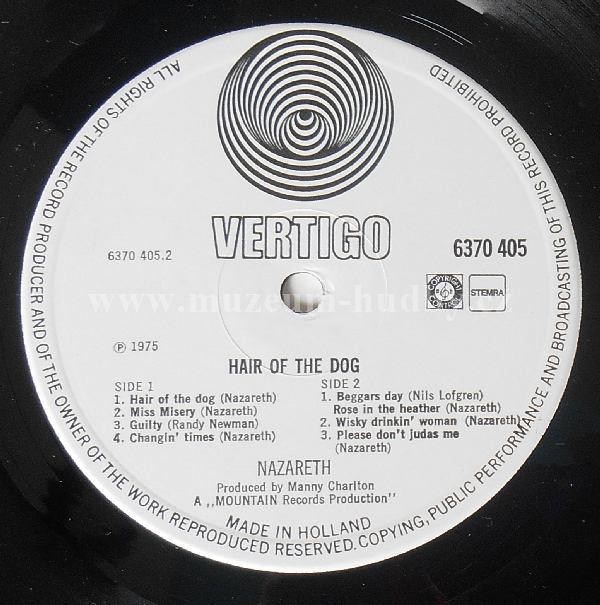 ALL RIGHTS OF THE RECORD PRODUCER AND OF THE OWNER OF THE WORK REPRODUCED RESERVED. COPYING, PUBLIC PERFORMANCE AND BROADCASTING OF THIS RECORD PROHIBITED
VERTIGO
6370 405.2
6370 405
COPYRIGHT CONTROL
STEMRA
www.muzeum-hudby.cz
Ⓟ 1975
HAIR OF THE DOG
SIDE 1
1. Hair of the dog (Nazareth)
2. Miss Misery (Nazareth)
3. Guilty (Randy Newman)
4. Changin' times (Nazareth)
SIDE 2
1. Beggars day (Nils Lofgren)
Rose in the heather (Nazareth)
2. Wisky drinkin' woman (Nazareth)
3. Please don't judas me
(Nazareth)
NAZARETH
Produced by Manny Charlton
A ,,MOUNTAIN Records Production"
MADE IN HOLLAND